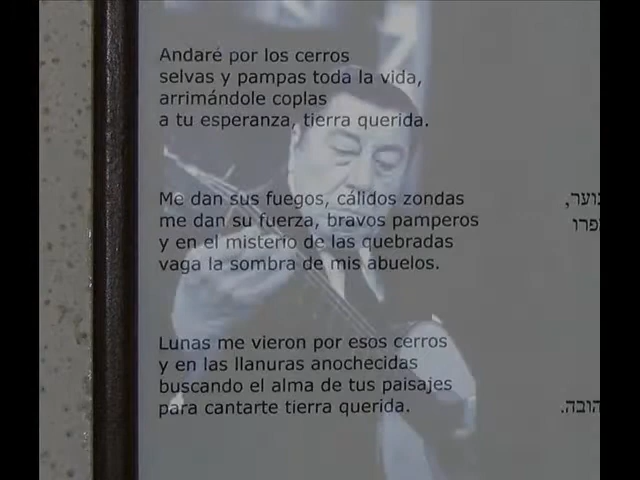 Andaré por los cerros
selvas y pampas toda la vida,
arrimándole coplas
a tu esperanza, tierra querida.
Me dan sus fuegos, cálidos zondas
me dan su fuerza, bravos pamperos
y en el misterio de las quebradas
vaga la sombra de mis abuelos.
Lunas me vieron por esos cerros
y en las llanuras anochecidas
buscando el alma de tus paisajes
para cantarte tierra querida.